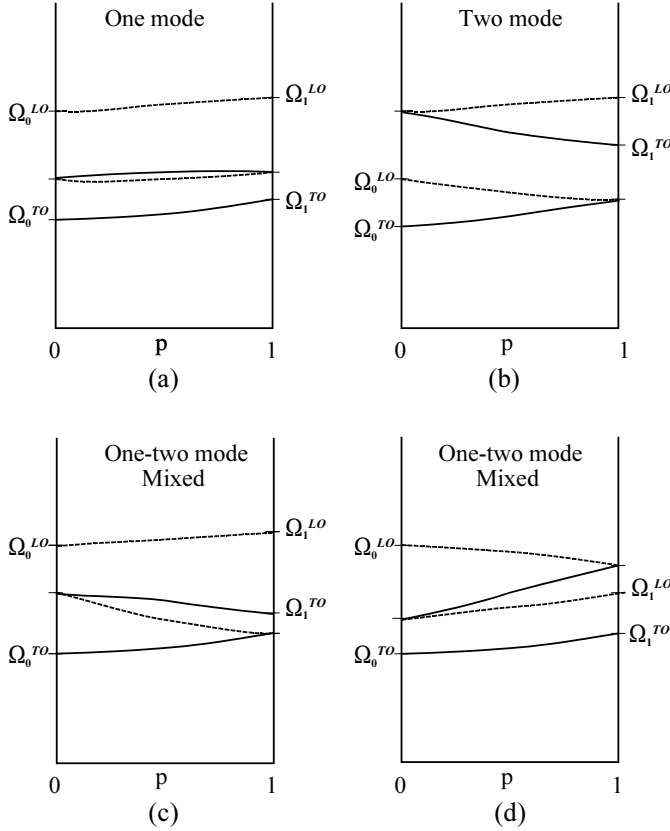 One mode
Ω₀ᴸᴼ
Ω₁ᴸᴼ
Ω₀ᵀᴼ
Ω₁ᵀᴼ
0 p 1
(a)
Two mode
Ω₁ᴸᴼ
Ω₁ᵀᴼ
Ω₀ᴸᴼ
Ω₀ᵀᴼ
0 p 1
(b)
One-two mode
Mixed
Ω₀ᴸᴼ
Ω₁ᴸᴼ
Ω₁ᵀᴼ
Ω₀ᵀᴼ
0 p 1
(c)
One-two mode
Mixed
Ω₀ᴸᴼ
Ω₁ᴸᴼ
Ω₀ᵀᴼ
Ω₁ᵀᴼ
0 p 1
(d)